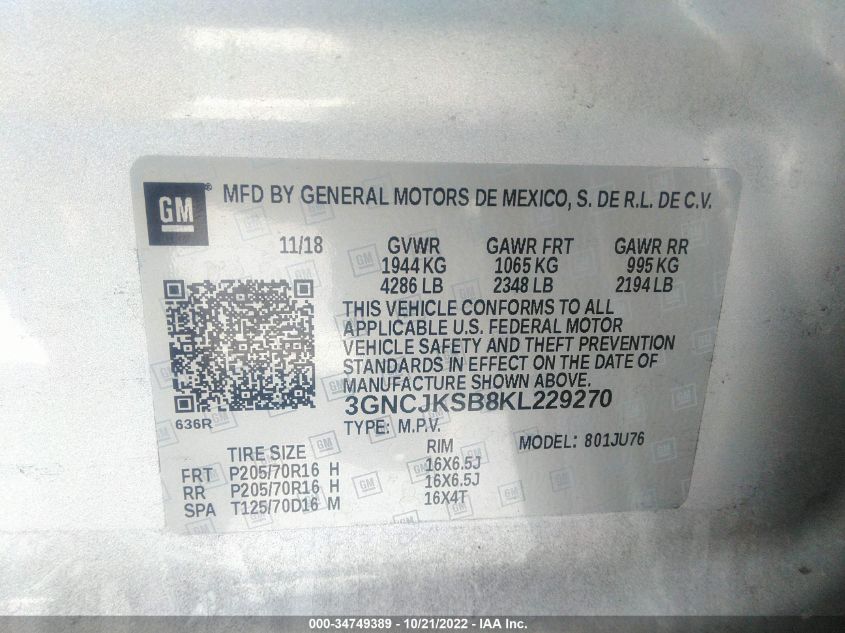 GM
®
MFD BY GENERAL MOTORS DE MEXICO, S. DE R.L. DE C.V.
11/18 GVWR GAWR FRT GAWR RR
1944 KG 1065 KG 995 KG
4286 LB 2348 LB 2194 LB
THIS VEHICLE CONFORMS TO ALL
APPLICABLE U.S. FEDERAL MOTOR
VEHICLE SAFETY AND THEFT PREVENTION
STANDARDS IN EFFECT ON THE DATE OF
MANUFACTURE SHOWN ABOVE.
636R
3GNCJKSB8KL229270
TYPE: M.P.V. MODEL: 801JU76
TIRE SIZE RIM
FRT P205/70R16 H 16X6.5J
RR P205/70R16 H 16X6.5J
SPA T125/70D16 M 16X4T
000-34749389 - 10/21/2022 - IAA Inc.